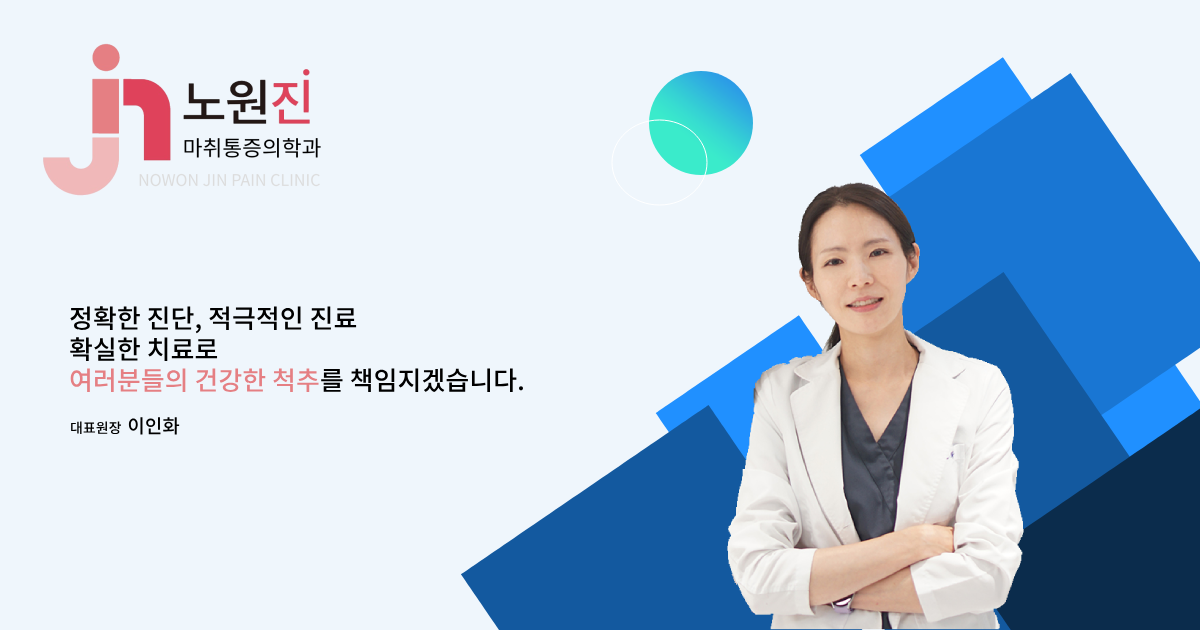 jn
노원진
마취통증의학과
NOWON JIN PAIN CLINIC
정확한 진단, 적극적인 진료
확실한 치료로
여러분들의 건강한 척추를 책임지겠습니다.
대표원장 이인화